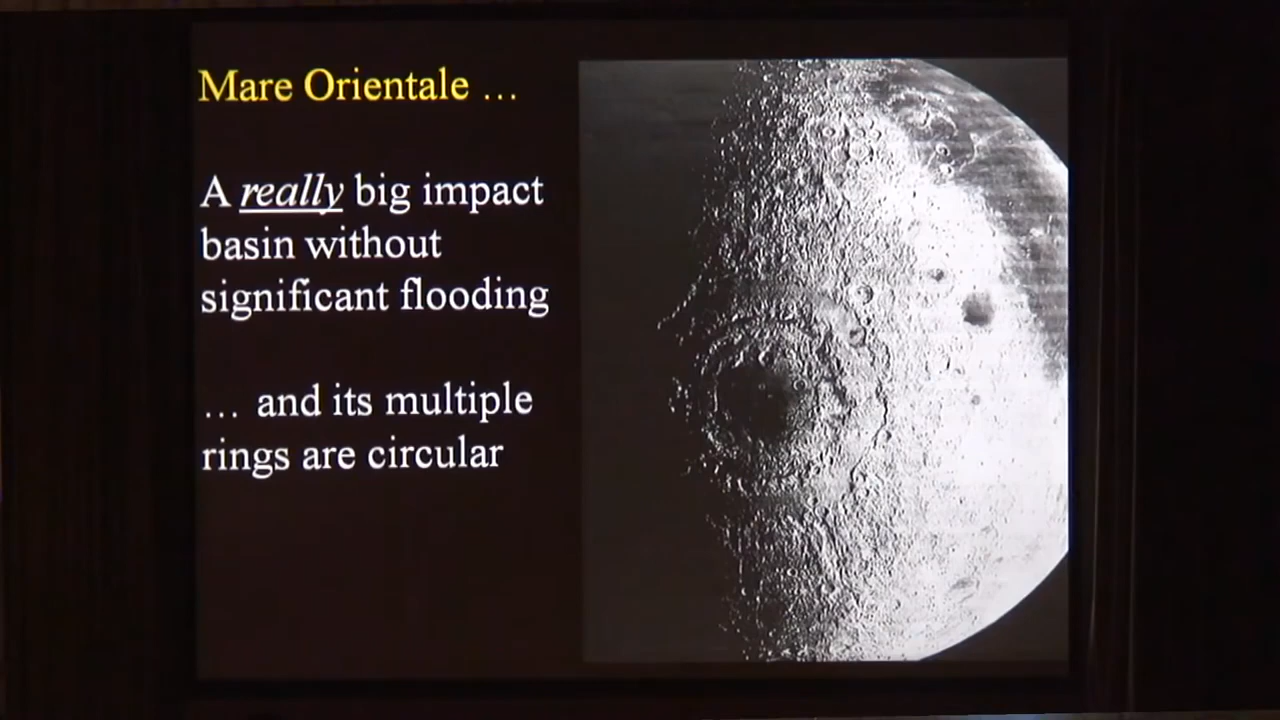 Mare Orientale …
A really big impact
basin without
significant flooding
… and its multiple
rings are circular